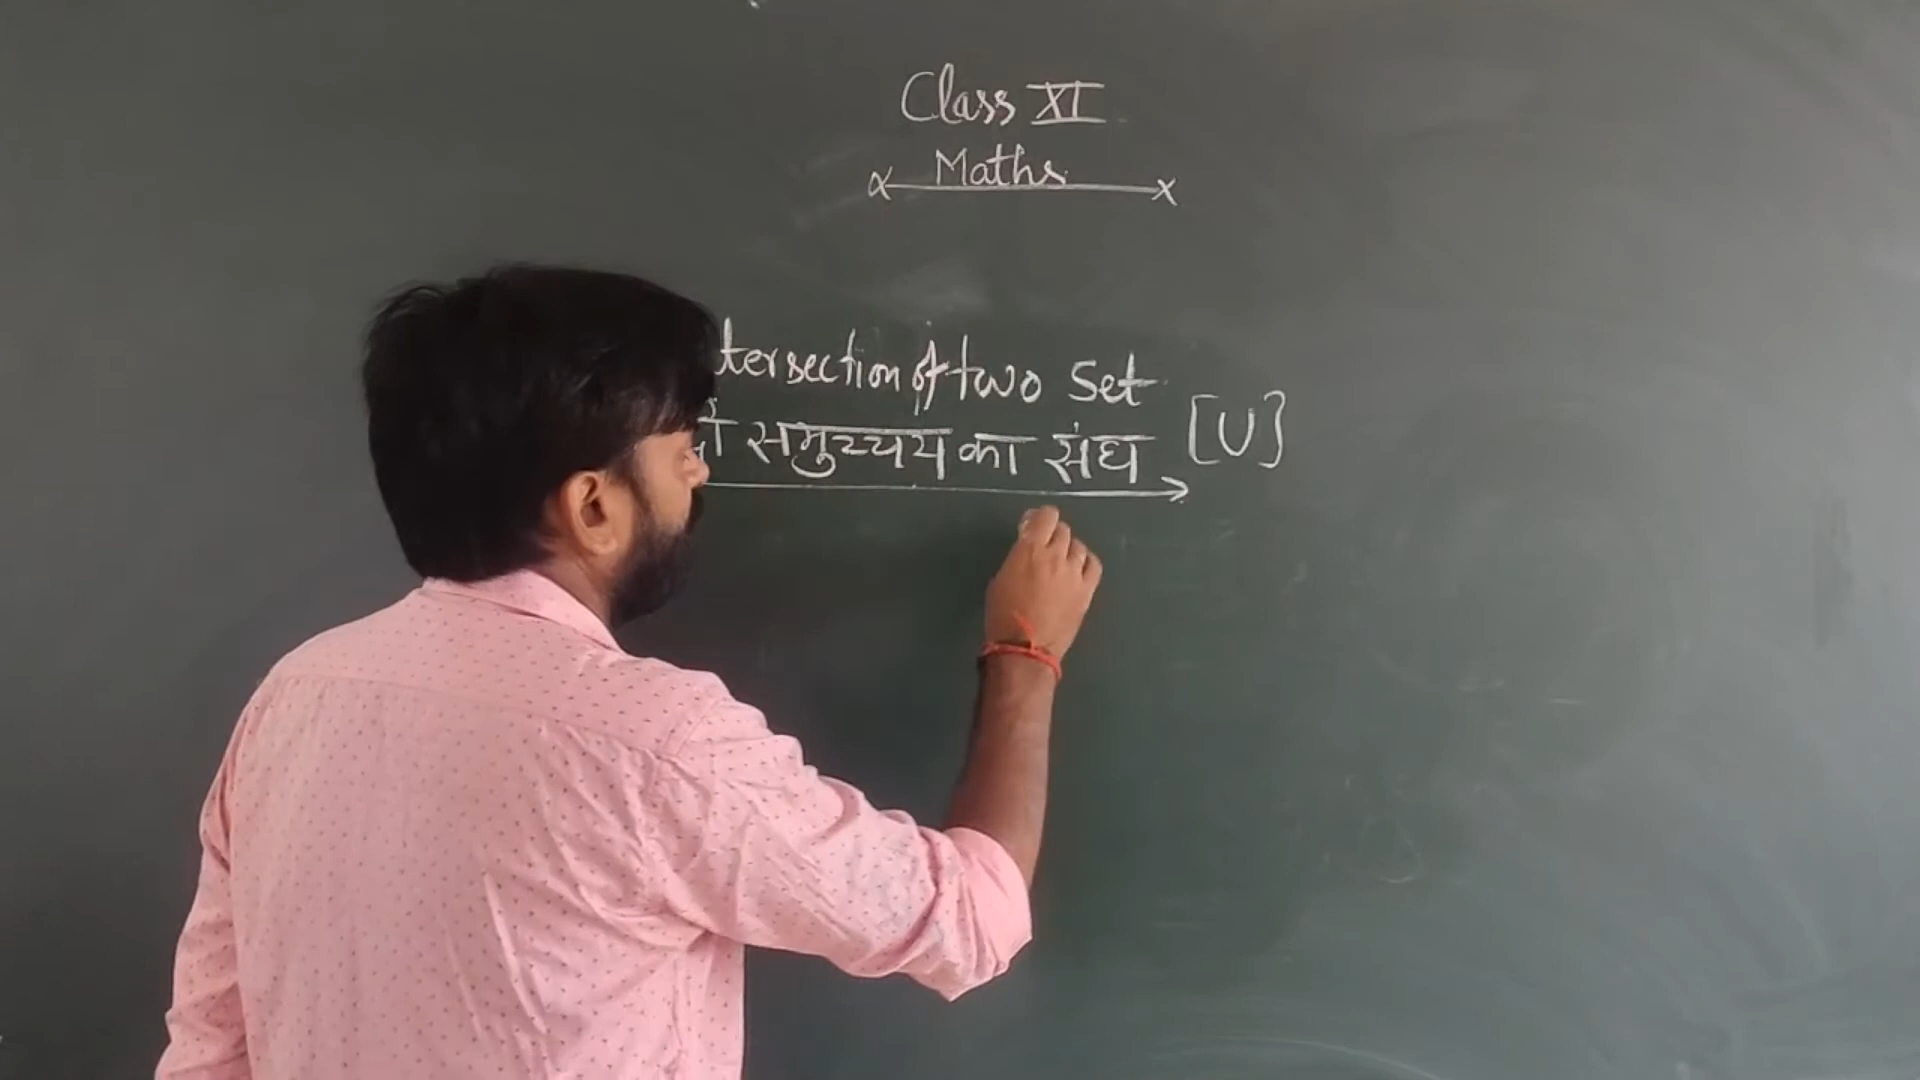 Class XI
Maths
tersection of two Set
दो समुच्चय का संघ [U]